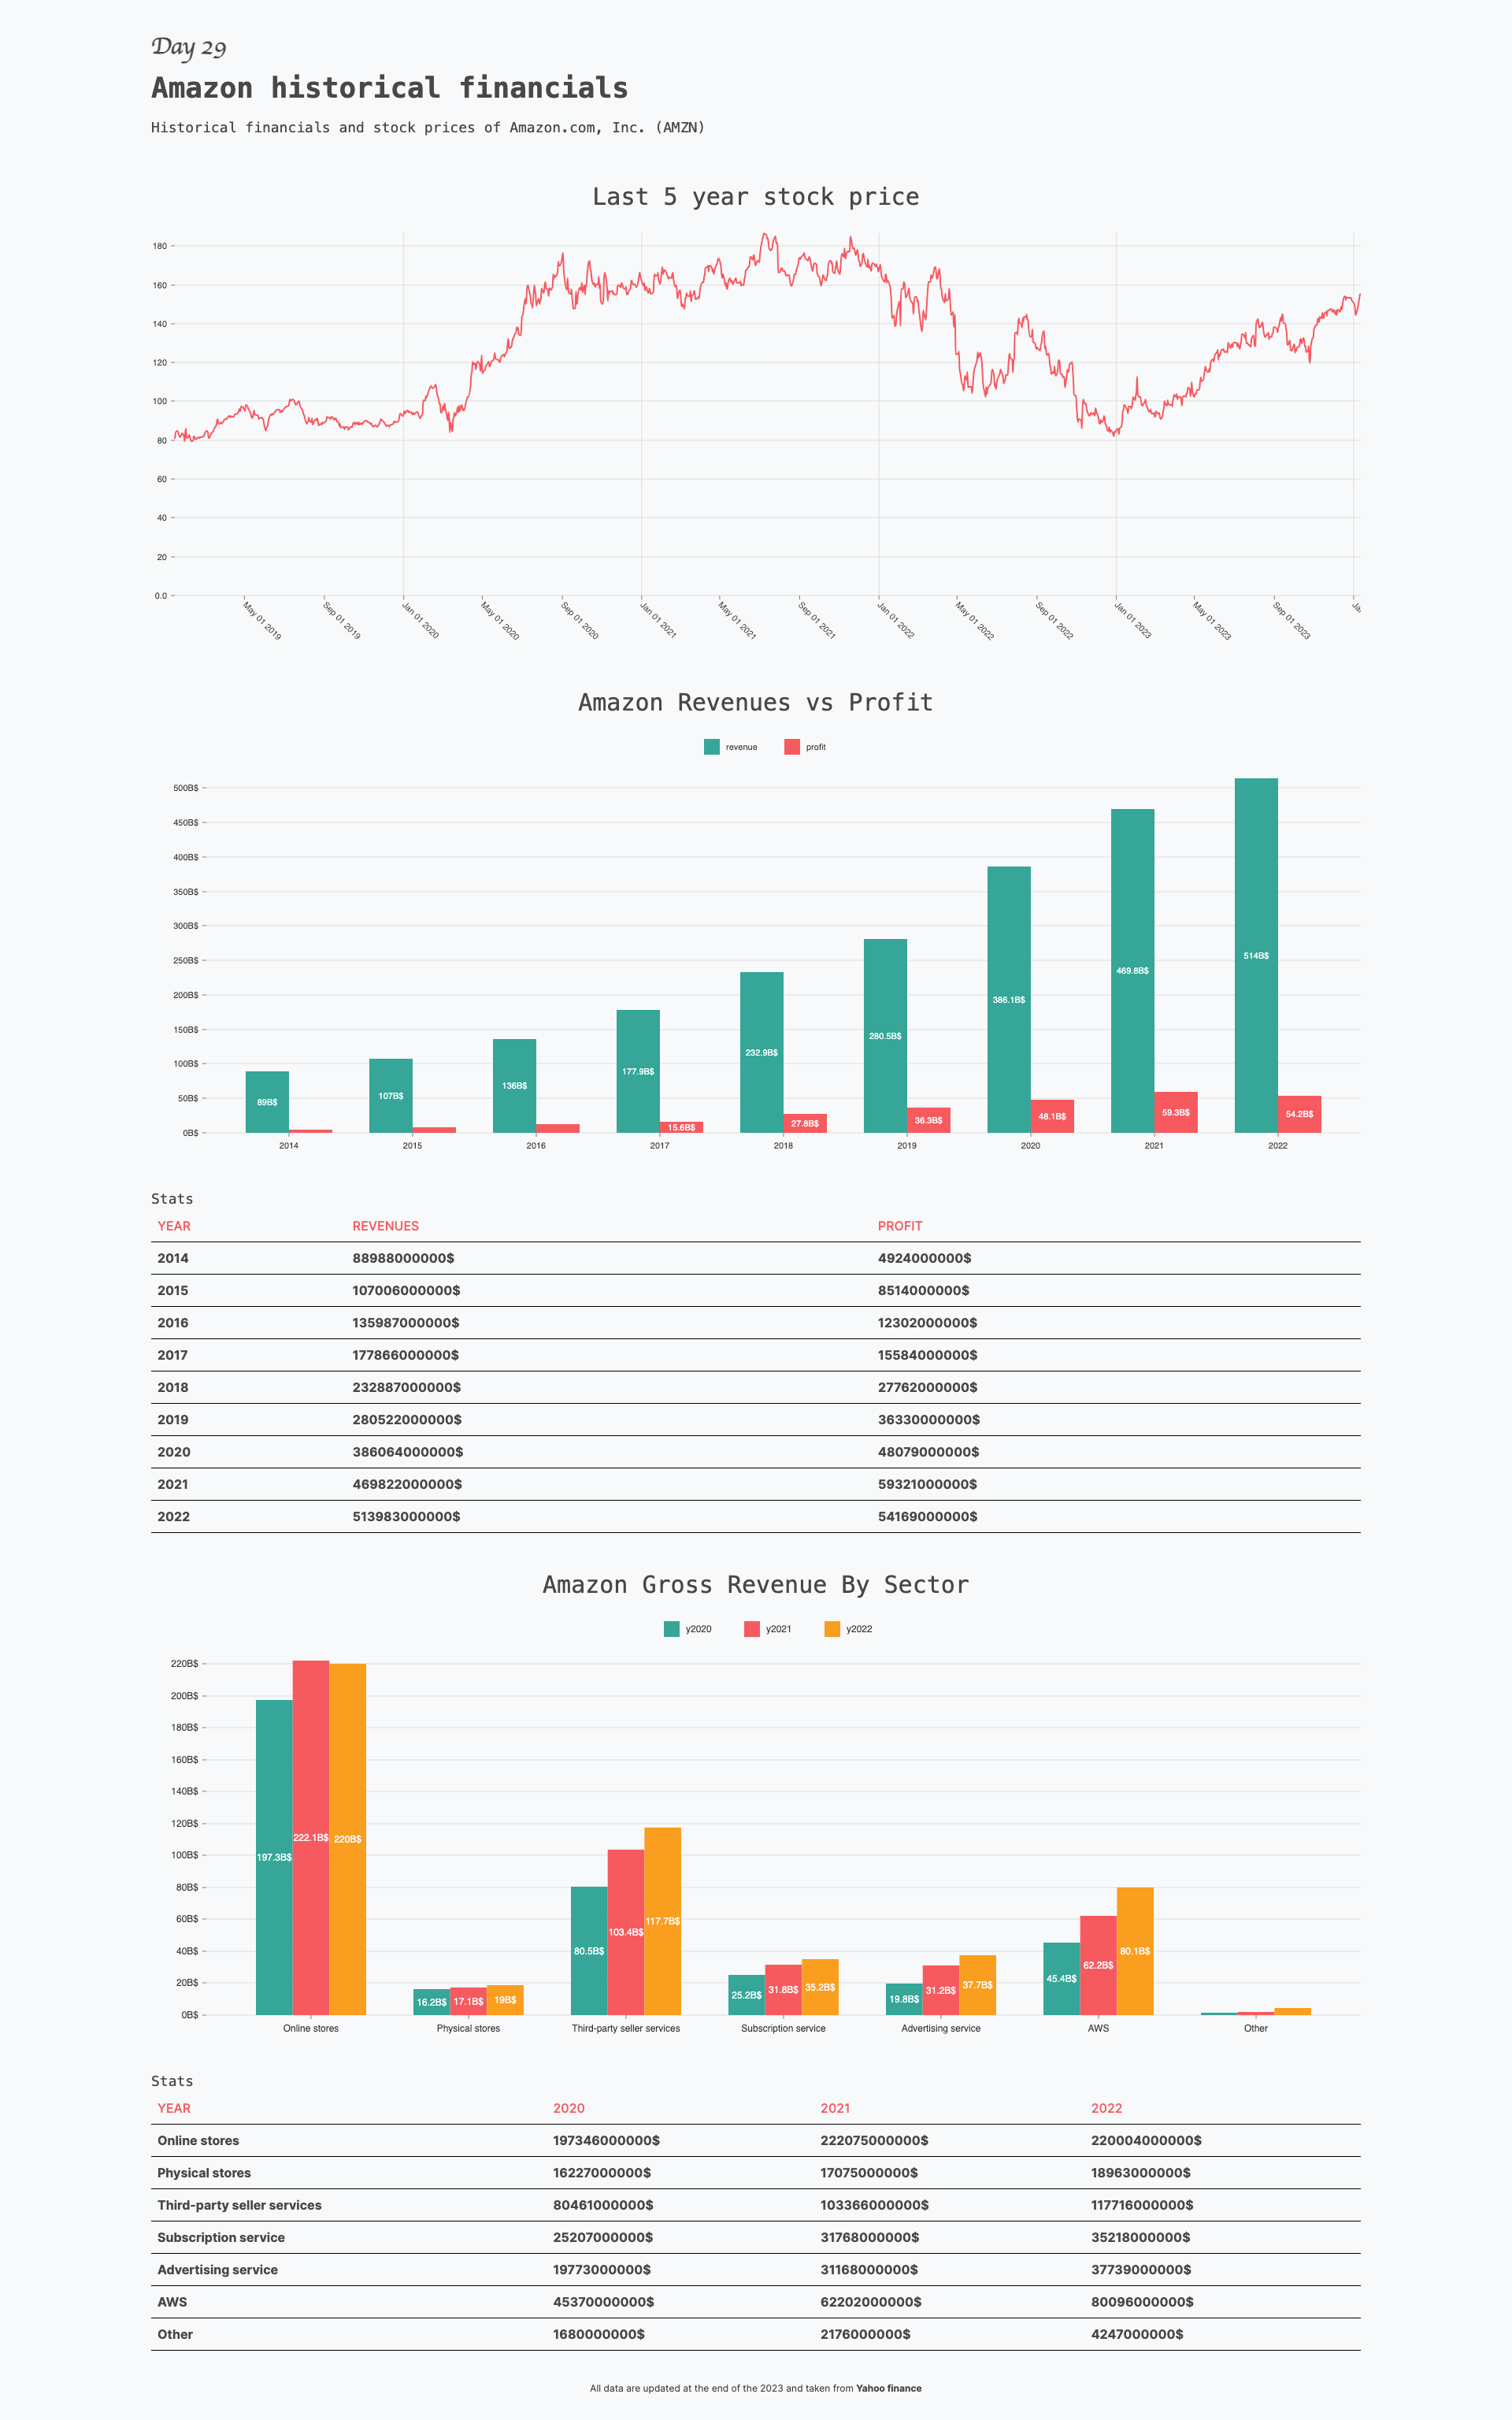 Day 29
Amazon historical financials
Historical financials and stock prices of Amazon.com, Inc. (AMZN)
Last 5 year stock price
180
160
140
120
100
80
60
40
20
0.0
May 01 2019 Sep 01 2019 Jan 01 2020 May 01 2020 Sep 01 2020 Jan 01 2021 May 01 2021 Sep 01 2021 Jan 01 2022 May 01 2022 Sep 01 2022 Jan 01 2023 May 01 2023 Sep 01 2023
Amazon Revenues vs Profit
revenue profit
500B$
450B$
400B$
350B$
300B$
250B$
200B$
150B$
100B$
50B$
0B$
89B$ 107B$ 136B$ 177.9B$ 15.6B$ 232.9B$ 27.8B$ 280.5B$ 36.3B$ 386.1B$ 48.1B$ 469.8B$ 59.3B$ 514B$ 54.2B$
2014 2015 2016 2017 2018 2019 2020 2021 2022
Stats
YEAR REVENUES PROFIT
2014 88988000000$ 4924000000$
2015 107006000000$ 8514000000$
2016 135987000000$ 12302000000$
2017 177866000000$ 15584000000$
2018 232887000000$ 27762000000$
2019 280522000000$ 36330000000$
2020 386064000000$ 48079000000$
2021 469822000000$ 59321000000$
2022 513983000000$ 54169000000$
Amazon Gross Revenue By Sector
y2020 y2021 y2022
220B$
200B$
180B$
160B$
140B$
120B$
100B$
80B$
60B$
40B$
20B$
0B$
197.3B$ 222.1B$ 220B$ 16.2B$ 17.1B$ 19B$ 80.5B$ 103.4B$ 117.7B$ 25.2B$ 31.8B$ 35.2B$ 19.8B$ 31.2B$ 37.7B$ 45.4B$ 62.2B$ 80.1B$
Online stores Physical stores Third-party seller services Subscription service Advertising service AWS Other
Stats
YEAR 2020 2021 2022
Online stores 197346000000$ 222075000000$ 220004000000$
Physical stores 16227000000$ 17075000000$ 18963000000$
Third-party seller services 80461000000$ 103366000000$ 117716000000$
Subscription service 25207000000$ 31768000000$ 35218000000$
Advertising service 19773000000$ 31168000000$ 37739000000$
AWS 45370000000$ 62202000000$ 80096000000$
Other 1680000000$ 2176000000$ 4247000000$
All data are updated at the end of the 2023 and taken from Yahoo finance